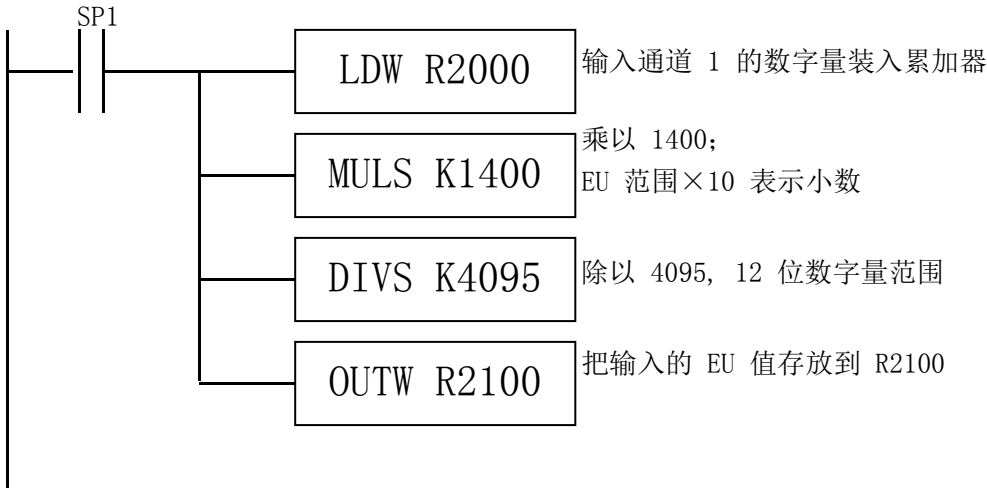 SP1
LDW R2000
输入通道 1 的数字量装入累加器
MULS K1400
乘以 1400;
EU 范围×10 表示小数
DIVS K4095
除以 4095, 12 位数字量范围
OUTW R2100
把输入的 EU 值存放到 R2100